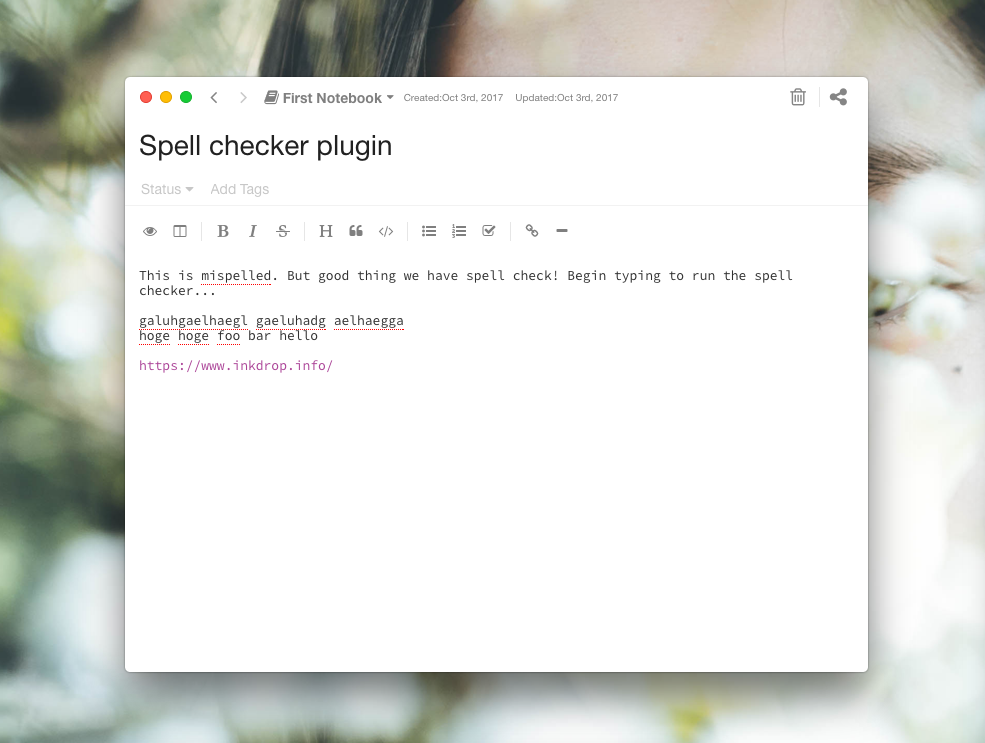 First Notebook Created:Oct 3rd, 2017 Updated:Oct 3rd, 2017
Spell checker plugin
Status Add Tags
B I S H
This is mispelled. But good thing we have spell check! Begin typing to run the spell
checker...
galuhgaelhaegl gaeluhadg aelhaegga
hoge hoge foo bar hello
https://www.inkdrop.info/